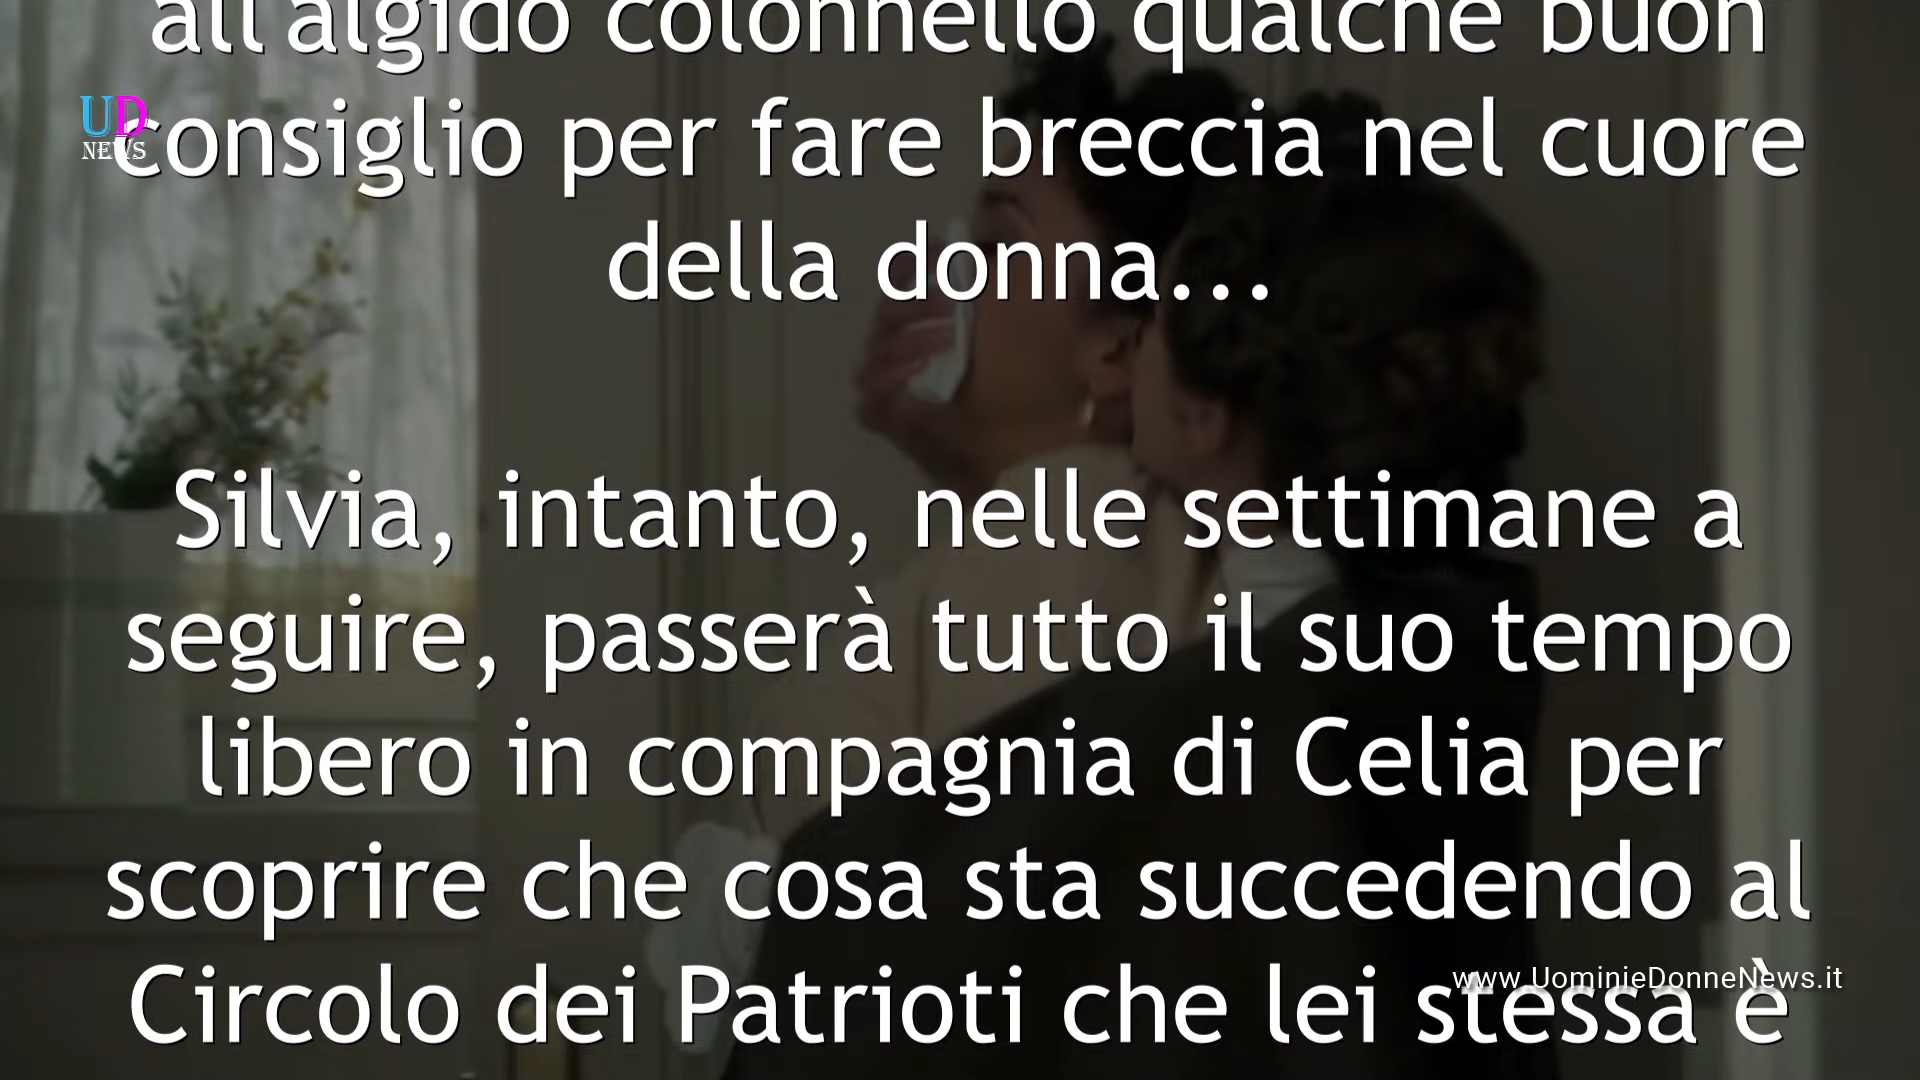 all'algido colonnello qualche buon
UD
NEWS
consiglio per fare breccia nel cuore
della donna...
Silvia, intanto, nelle settimane a
seguire, passerà tutto il suo tempo
libero in compagnia di Celia per
scoprire che cosa sta succedendo al
www.UominieDonneNews.it
Circolo dei Patrioti che lei stessa è